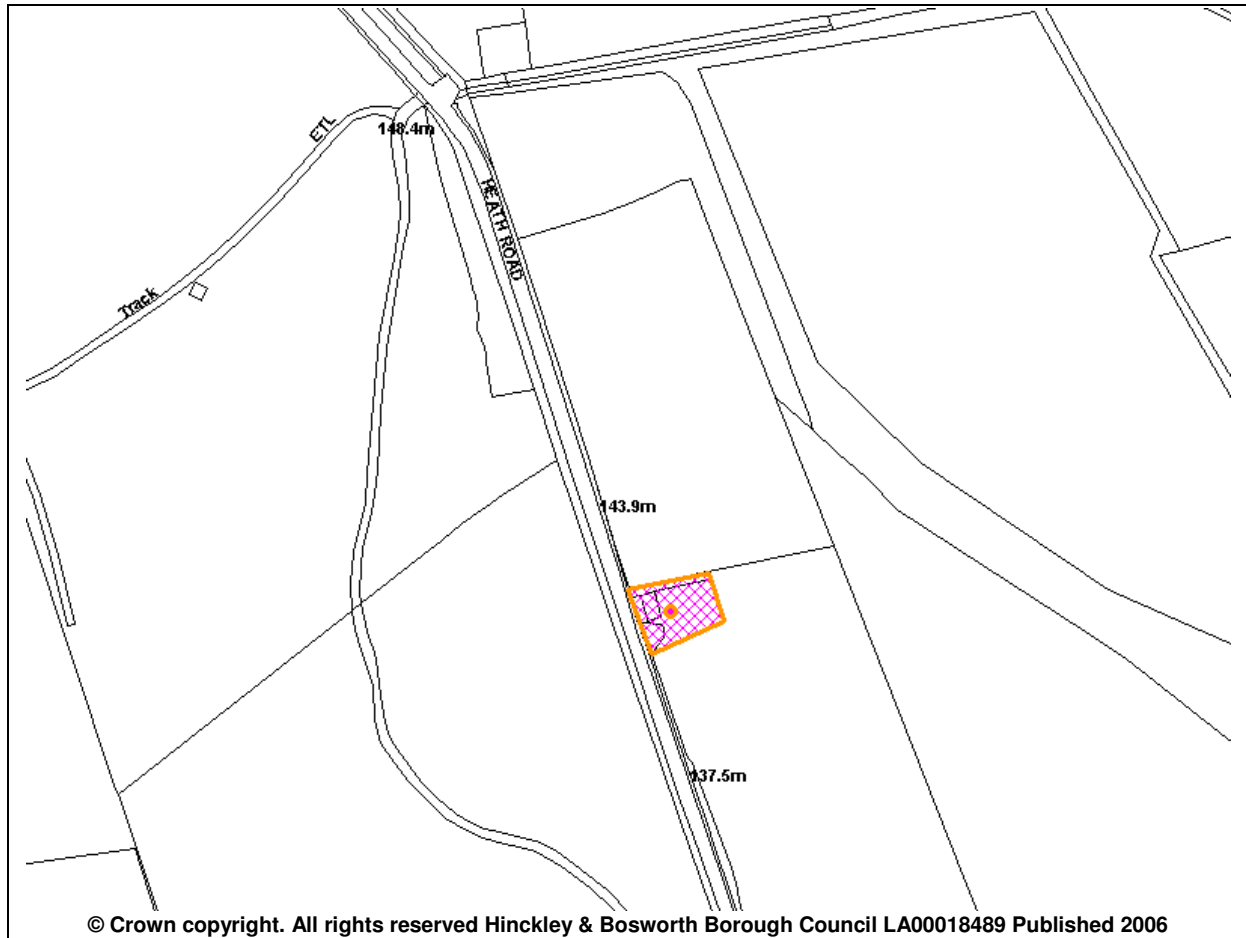 ETL
148.4m
HEATH ROAD
Track
143.9m
137.5m
© Crown copyright. All rights reserved Hinckley & Bosworth Borough Council LA00018489 Published 2006